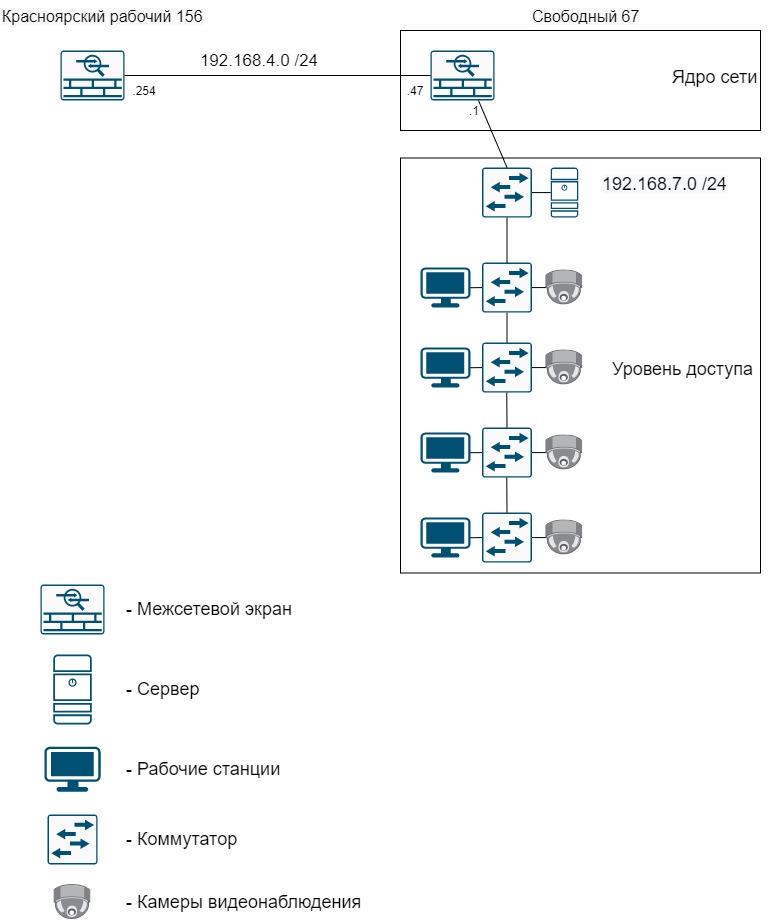 Красноярский рабочий 156
Свободный 67
192.168.4.0 /24
.254
.47
.1
Ядро сети
192.168.7.0 /24
Уровень доступа
- Межсетевой экран
- Сервер
- Рабочие станции
- Коммутатор
- Камеры видеонаблюдения